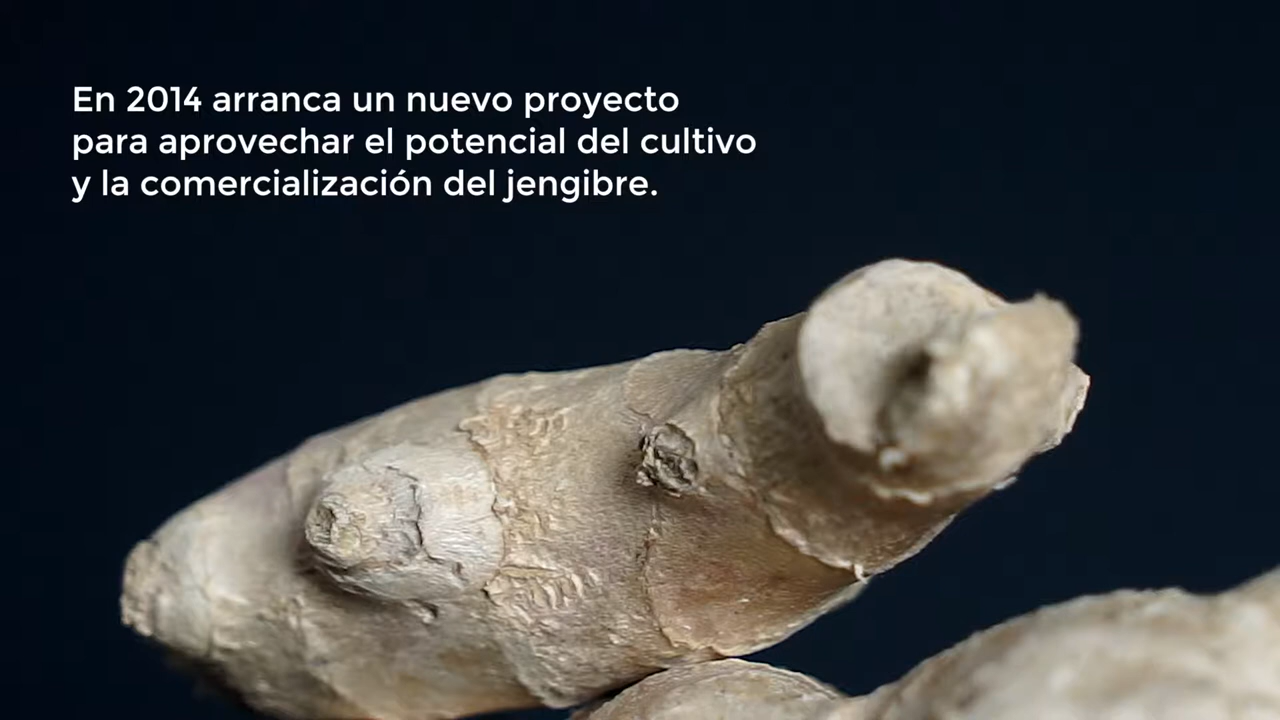 En 2014 arranca un nuevo proyecto
para aprovechar el potencial del cultivo
y la comercialización del jengibre.